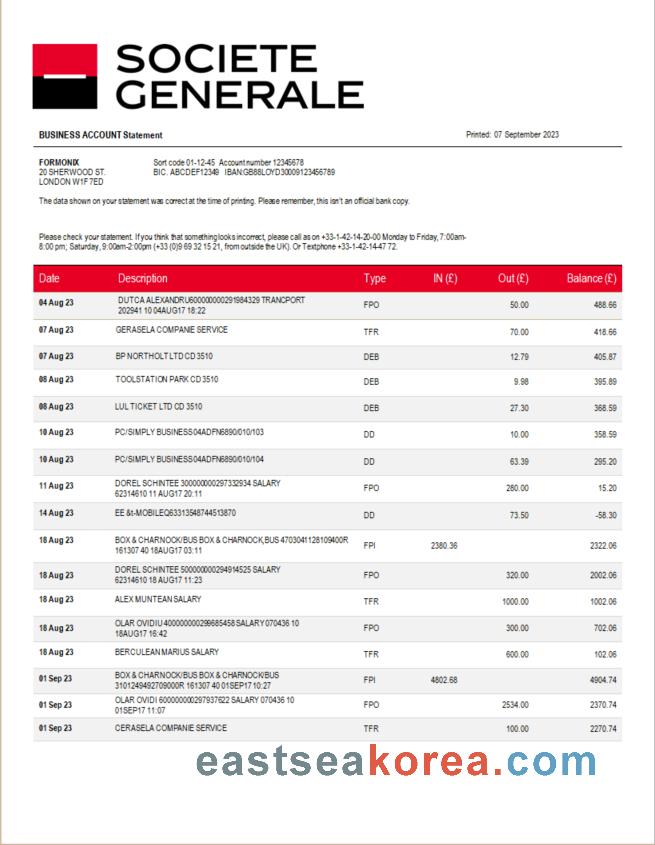 SOCIETE
GENERALE
BUSINESS ACCOUNT Statement Printed: 07 September 2023
FORMONIX Sort code 01-12-45 Account number 12345678
20 SHERWOOD ST. BIC. ABCDEF12349 IBAN:GB88LOYD30009123456789
LONDON W1F 7ED
The data shown on your statement was correct at the time of printing. Please remember, this isn't an official bank copy.
Please check your statement. If you think that something looks incorrect, please call as on +33-1-42-14-20-00 Monday to Friday, 7:00am-
8:00 pm; Saturday, 9:00am-2:00pm (+33 (0)9 69 32 15 21, from outside the UK). Or Textphone +33-1-42-14-47 72.
Date Description Type IN (£) Out (£) Balance (£)
04 Aug 23 DUTCA ALEXANDRU600000000291984329 TRANCPORT FPO 50.00 488.66
202941 10 04AUG17 18:22
07 Aug 23 GERASELA COMPANIE SERVICE TFR 70.00 418.66
07 Aug 23 BP NORTHOLT LTD CD 3510 DEB 12.79 405.87
08 Aug 23 TOOLSTATION PARK CD 3510 DEB 9.98 395.89
08 Aug 23 LUL TICKET LTD CD 3510 DEB 27.30 368.59
10 Aug 23 PC/SIMPLY BUSINESS04ADFN6890/010/103 DD 10.00 358.59
10 Aug 23 PC/SIMPLY BUSINESS04ADFN6890/010/104 DD 63.39 295.20
11 Aug 23 DOREL SCHINTEE 300000000297332934 SALARY FPO 280.00 15.20
62314610 11 AUG17 20:11
14 Aug 23 EE &t-MOBILEQ63313548744513870 DD 73.50 -58.30
18 Aug 23 BOX & CHARNOCK/BUS BOX & CHARNOCK,BUS 4703041128109400R FPI 2380.36 2322.06
161307 40 18AUG17 03:11
18 Aug 23 DOREL SCHINTEE 500000000294914525 SALARY FPO 320.00 2002.06
62314610 18 AUG17 11:23
18 Aug 23 ALEX MUNTEAN SALARY TFR 1000.00 1002.06
18 Aug 23 OLAR OVIDIU 400000000299685458 SALARY 070436 10 FPO 300.00 702.06
18AUG17 16:42
18 Aug 23 BERCULEAN MARIUS SALARY TFR 600.00 102.06
01 Sep 23 BOX & CHARNOCK/BUS BOX & CHARNOCK/BUS FPI 4802.68 4904.74
3101249492709000R 161307 40 01SEP17 10:27
01 Sep 23 OLAR OVIDI 600000000297937622 SALARY 070436 10 FPO 2534.00 2370.74
01SEP17 11:07
01 Sep 23 CERASELA COMPANIE SERVICE TFR 100.00 2270.74
eastseakorea.com